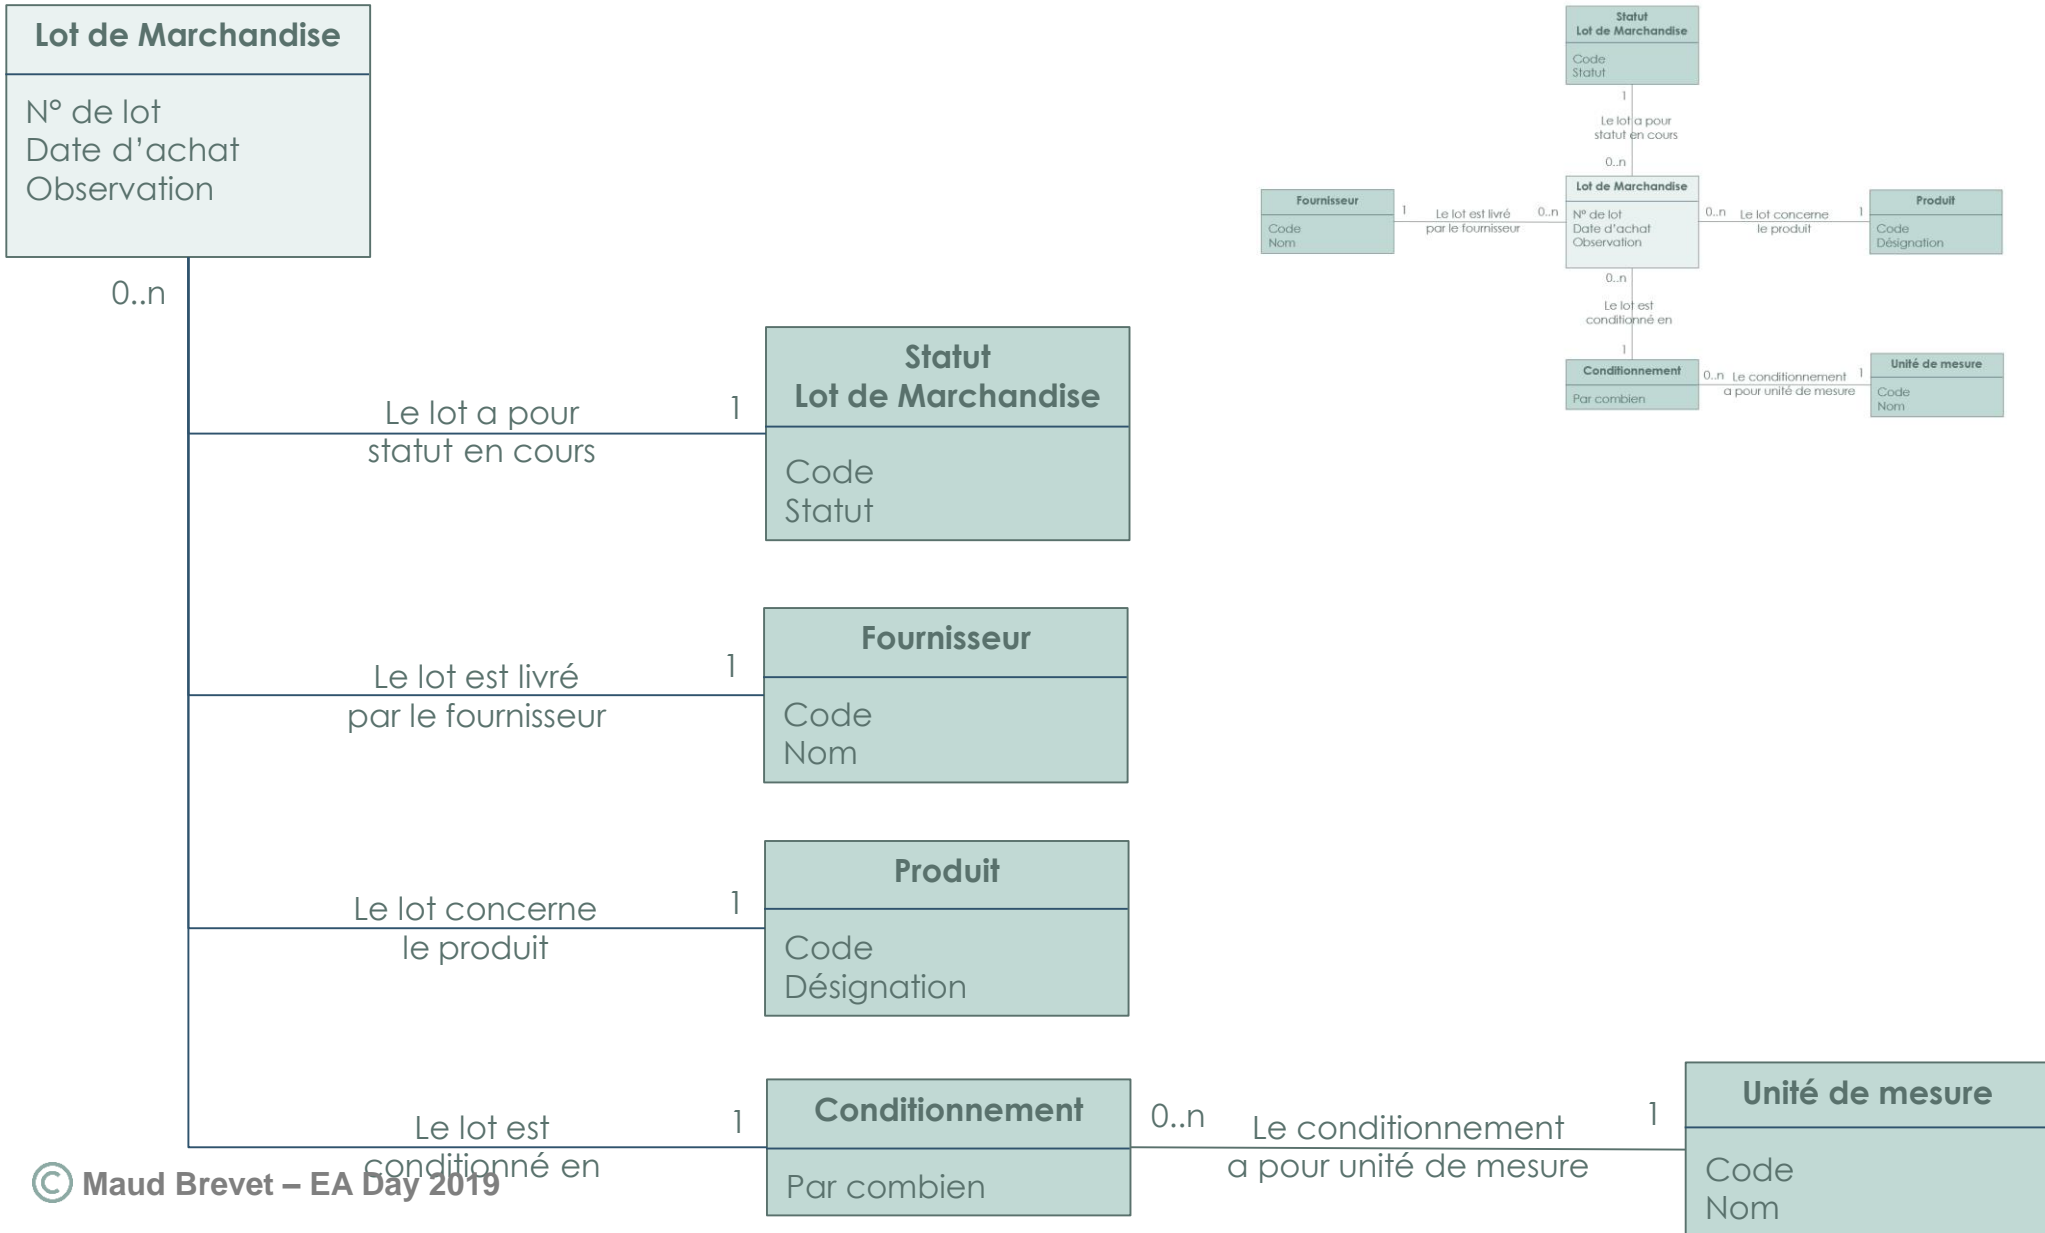 Lot de Marchandise
N° de lot
Date d'achat
Observation
0..n
Le lot a pour
statut en cours
1
Statut
Lot de Marchandise
Code
Statut
Le lot est livré
par le fournisseur
1
Fournisseur
Code
Nom
Le lot concerne
le produit
1
Produit
Code
Désignation
Le lot est
conditionné en
1
Conditionnement
Par combien
0..n
Le conditionnement
a pour unité de mesure
1
Unité de mesure
Code
Nom
Statut
Lot de Marchandise
Code
Statut
1
Le lot a pour
statut en cours
0..n
Fournisseur
Code
Nom
1
Le lot est livré
par le fournisseur
0..n
Lot de Marchandise
N° de lot
Date d'achat
Observation
0..n
Le lot concerne
le produit
1
Produit
Code
Désignation
0..n
Le lot est
conditionné en
1
Conditionnement
Par combien
0..n
Le conditionnement
a pour unité de mesure
1
Unité de mesure
Code
Nom
© Maud Brevet – EA Day 2019